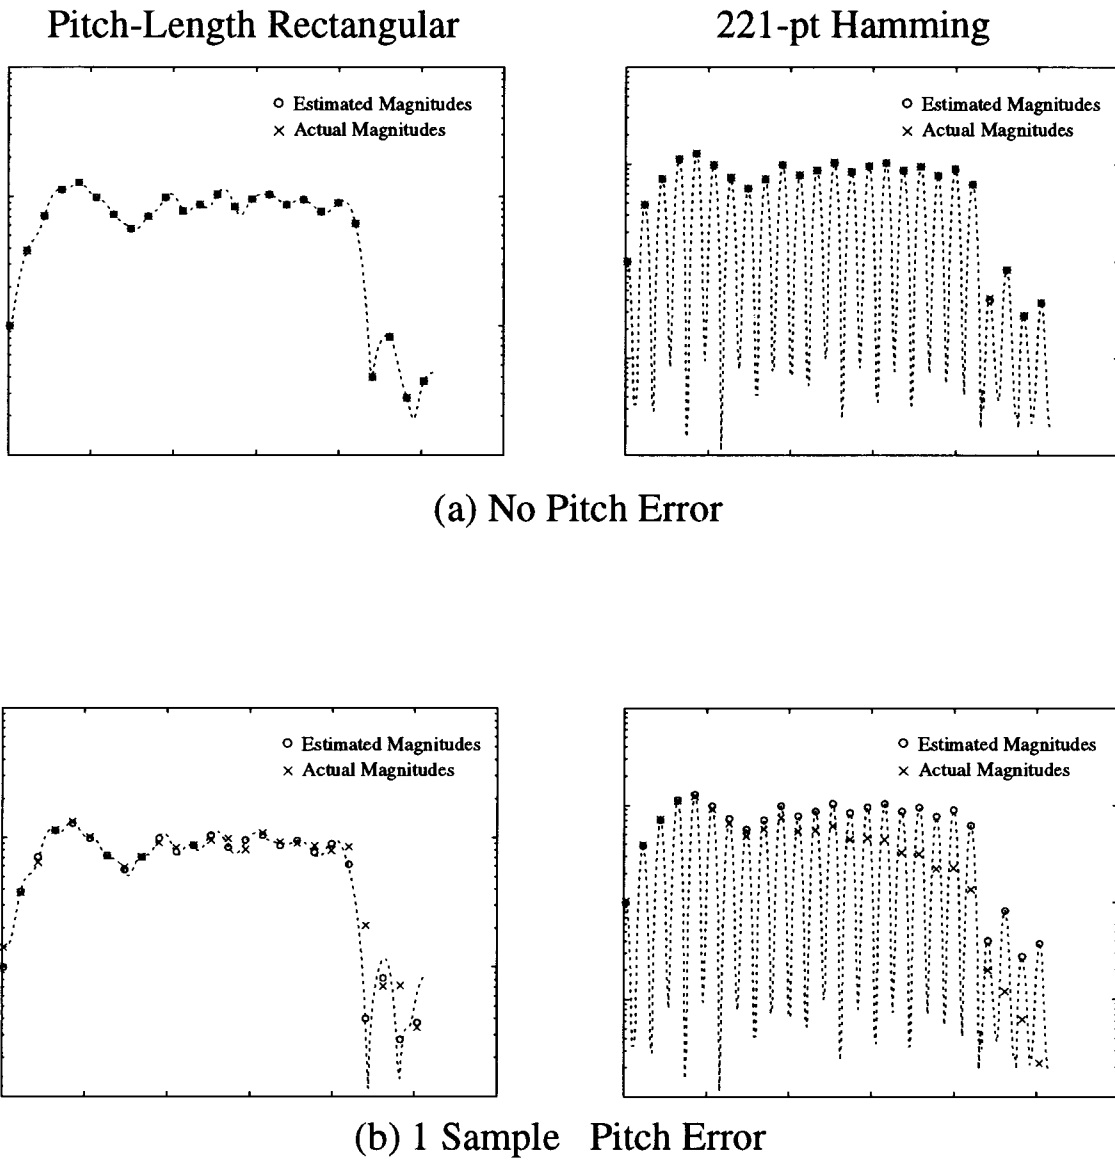 Pitch-Length Rectangular
221-pt Hamming
Estimated Magnitudes
Actual Magnitudes
Estimated Magnitudes
Actual Magnitudes
(a) No Pitch Error
Estimated Magnitudes
Actual Magnitudes
Estimated Magnitudes
Actual Magnitudes
(b) 1 Sample Pitch Error